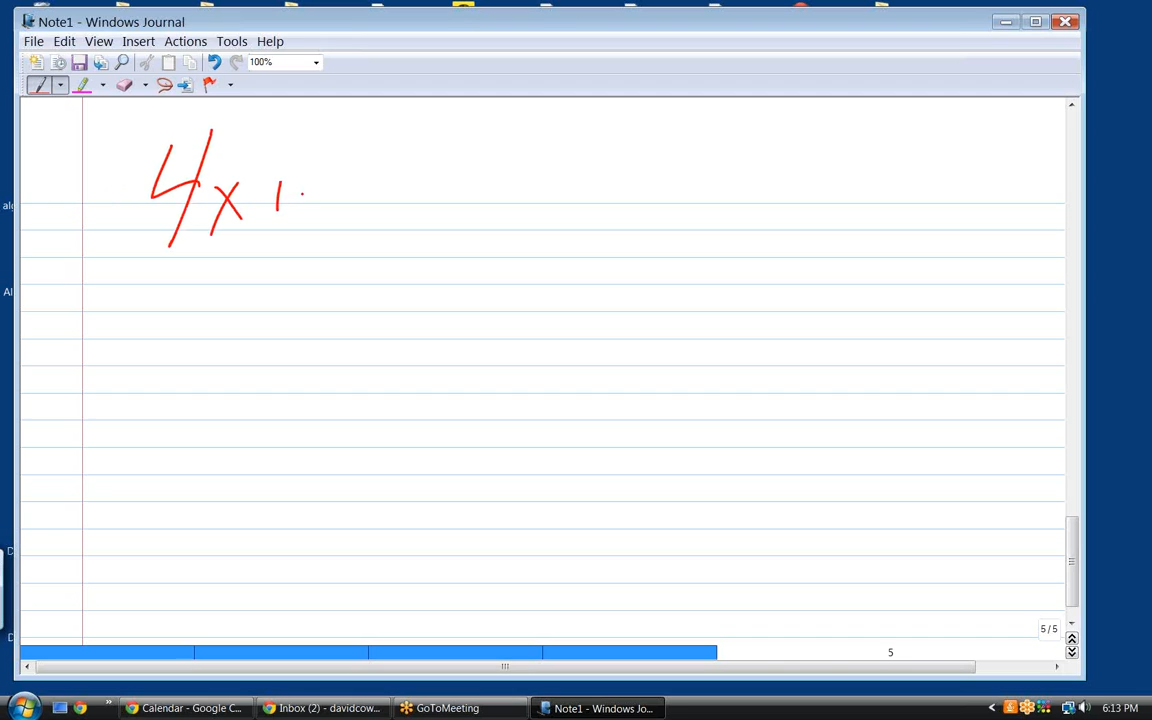 Note1 - Windows Journal
File Edit View Insert Actions Tools Help
100%
4x
5/5
5
Calendar - Google C... Inbox (2) - davidcow... GoToMeeting Note1 - Windows Jo... 6:13 PM